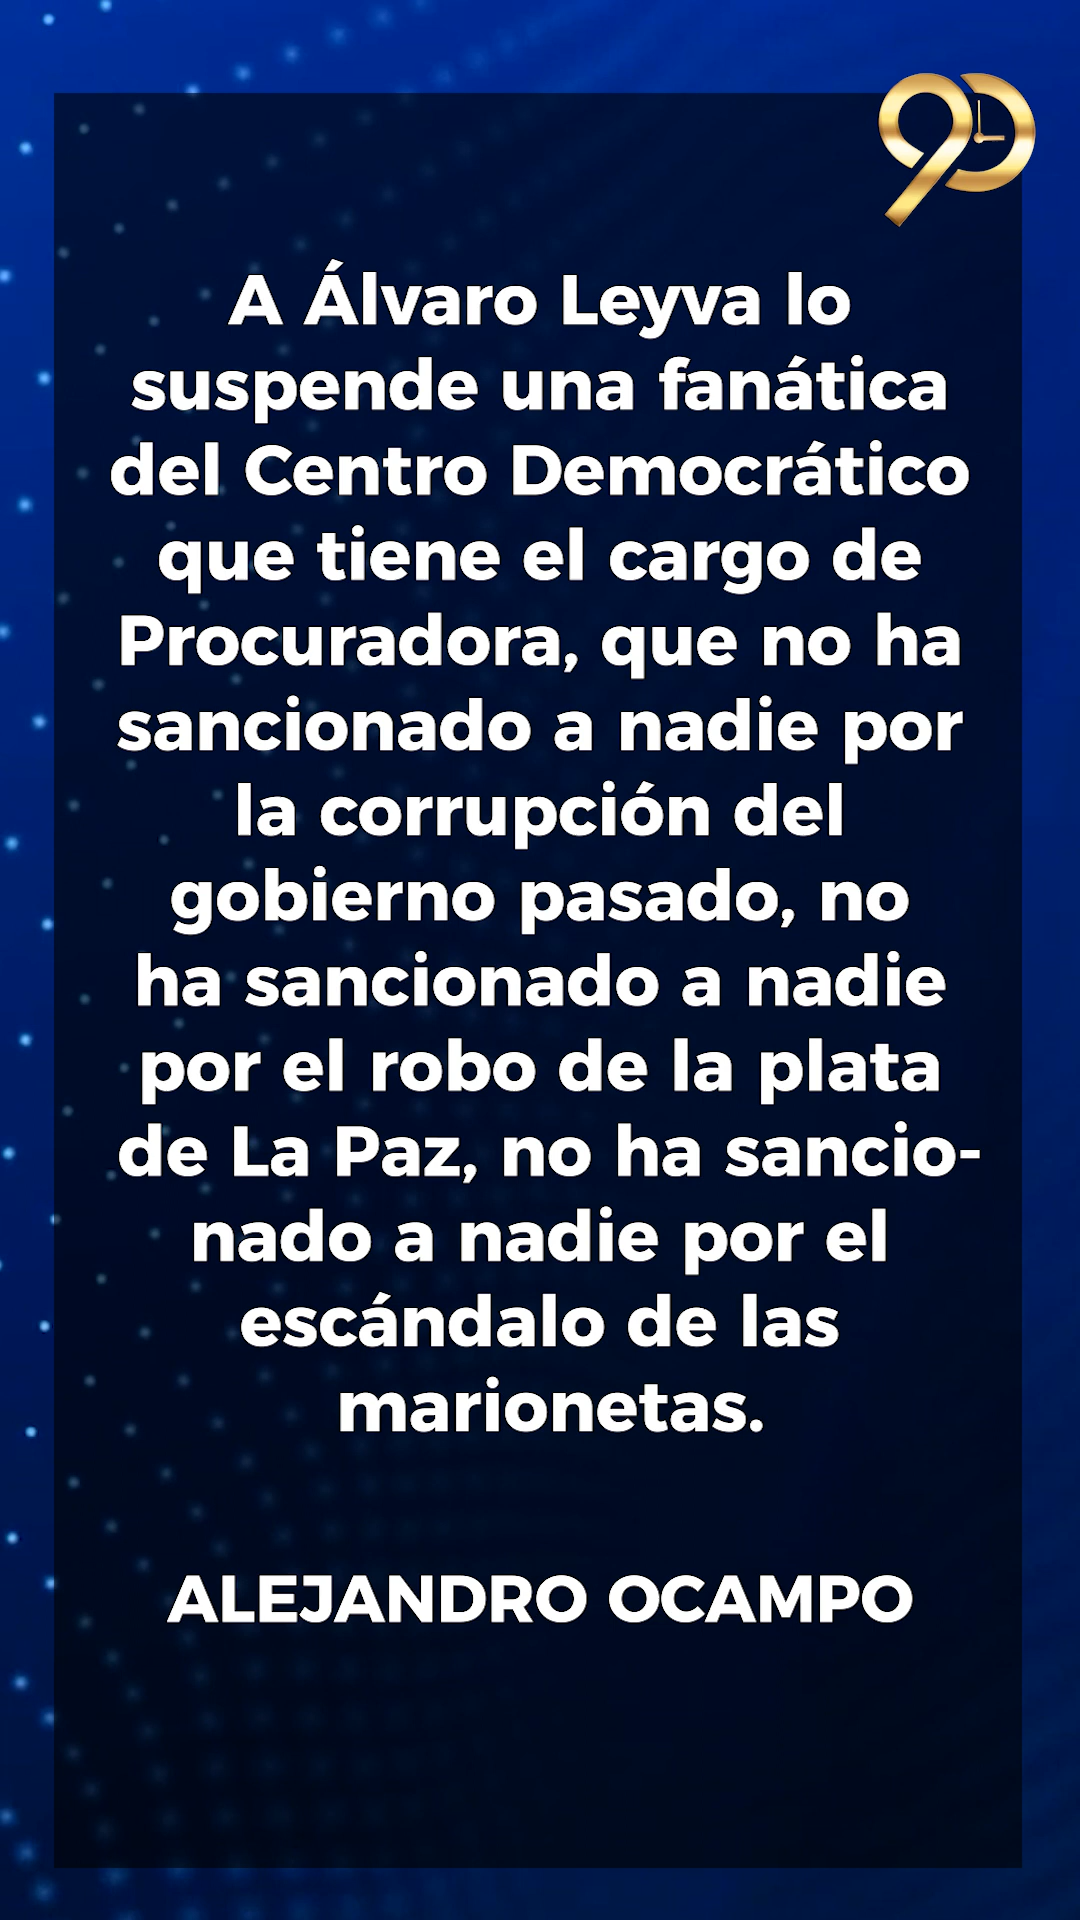 90
A Álvaro Leyva lo
suspende una fanática
del Centro Democrático
que tiene el cargo de
Procuradora, que no ha
sancionado a nadie por
la corrupción del
gobierno pasado, no
ha sancionado a nadie
por el robo de la plata
de La Paz, no ha sancio-
nado a nadie por el
escándalo de las
marionetas.
ALEJANDRO OCAMPO